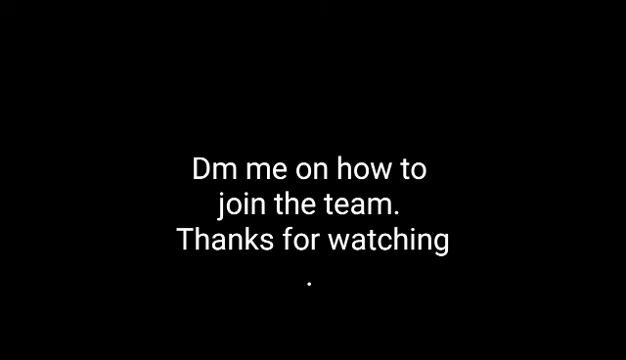 Dm me on how to
join the team.
Thanks for watching
.